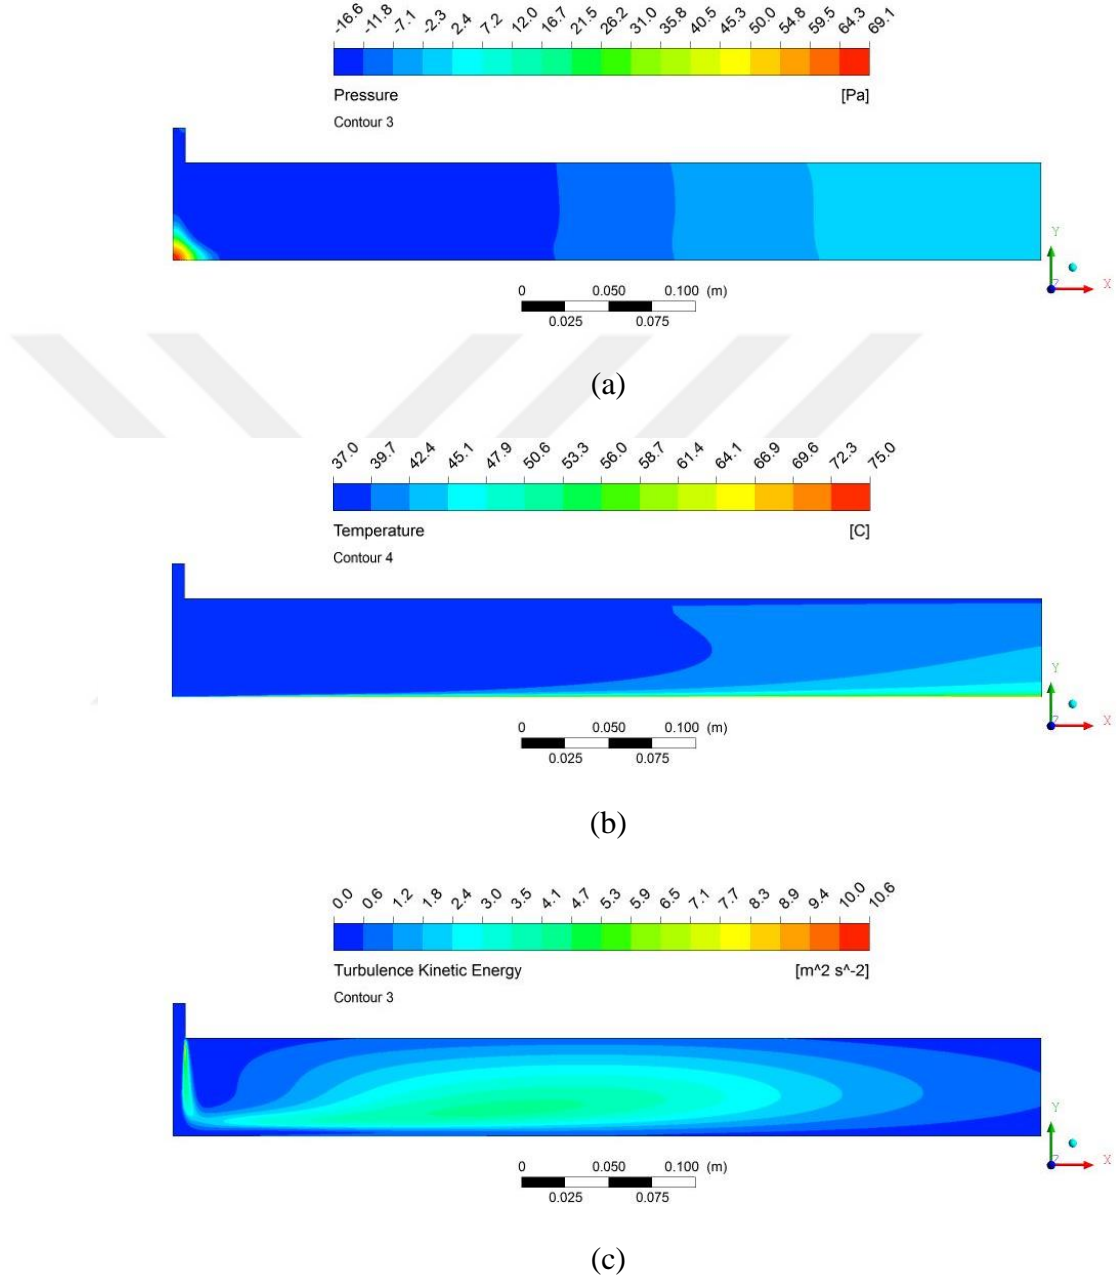 -16.6 -11.8 -7.1 -2.3 2.4 7.2 12.0 16.7 21.5 26.2 31.0 35.8 40.5 45.3 50.0 54.8 59.5 64.3 69.1
Pressure [Pa]
Contour 3
Y
0 0.050 0.100 (m)
Z X
0.025 0.075
(a)
37.0 39.7 42.4 45.1 47.9 50.6 53.3 56.0 58.7 61.4 64.1 66.9 69.6 72.3 75.0
Temperature [C]
Contour 4
Y
0 0.050 0.100 (m)
Z X
0.025 0.075
(b)
0.0 0.6 1.2 1.8 2.4 3.0 3.5 4.1 4.7 5.3 5.9 6.5 7.1 7.7 8.3 8.9 9.4 10.0 10.6
Turbulence Kinetic Energy [m^2 s^-2]
Contour 3
Y
0 0.050 0.100 (m)
Z X
0.025 0.075
(c)